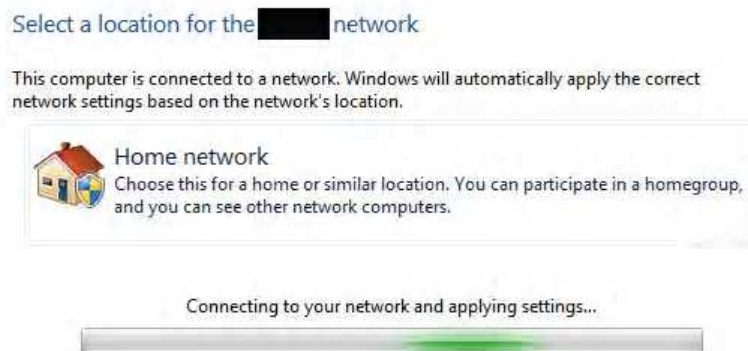 Select a location for the network
This computer is connected to a network. Windows will automatically apply the correct
network settings based on the network's location.
Home network
Choose this for a home or similar location. You can participate in a homegroup,
and you can see other network computers.
Connecting to your network and applying settings...